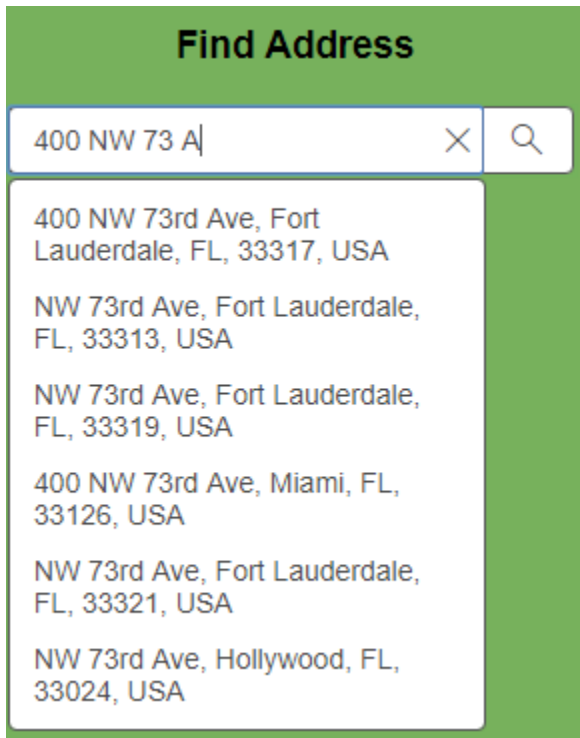 Find Address
400 NW 73 A
400 NW 73rd Ave, Fort
Lauderdale, FL, 33317, USA
NW 73rd Ave, Fort Lauderdale,
FL, 33313, USA
NW 73rd Ave, Fort Lauderdale,
FL, 33319, USA
400 NW 73rd Ave, Miami, FL,
33126, USA
NW 73rd Ave, Fort Lauderdale,
FL, 33321, USA
NW 73rd Ave, Hollywood, FL,
33024, USA